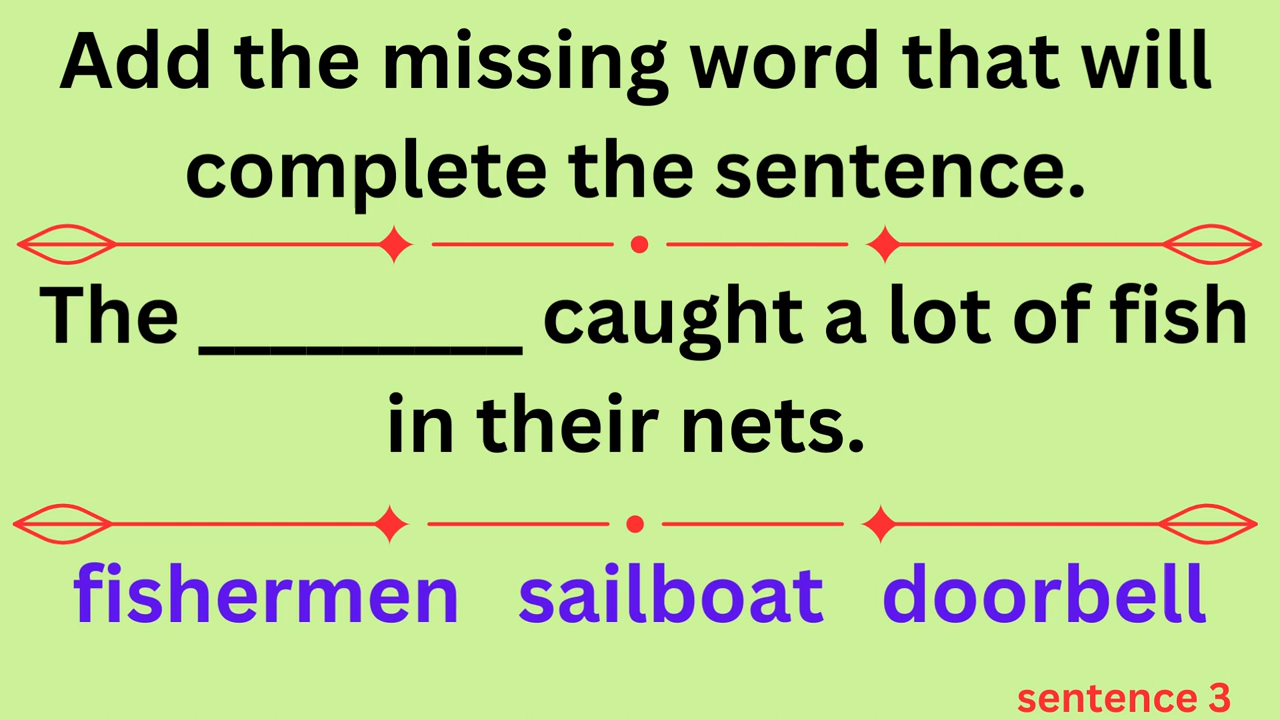 Add the missing word that will
complete the sentence.
The _________ caught a lot of fish
in their nets.
fishermen sailboat doorbell
sentence 3